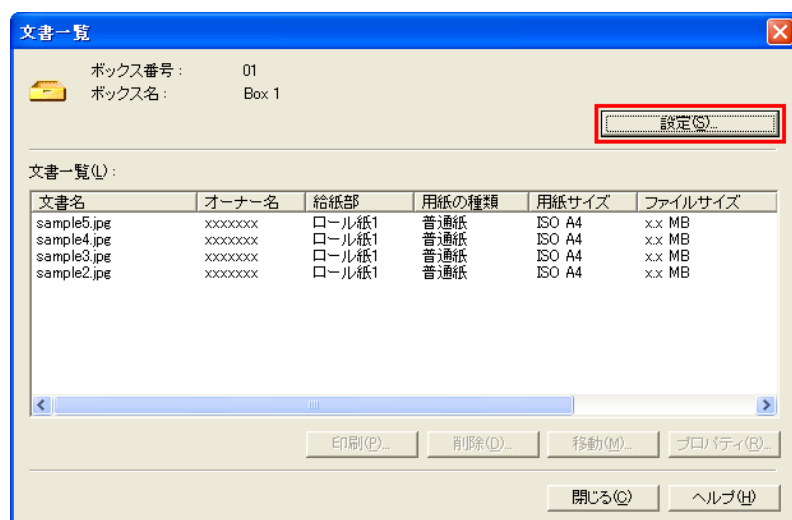 文書一覧
ボックス番号： 01
ボックス名： Box 1
設定(S)...
文書一覧(L)：
文書名 オーナー名 給紙部 用紙の種類 用紙サイズ ファイルサイズ
sample5.jpg xxxxxxx ロール紙1 普通紙 ISO A4 x.x MB
sample4.jpg xxxxxxx ロール紙1 普通紙 ISO A4 x.x MB
sample3.jpg xxxxxxx ロール紙1 普通紙 ISO A4 x.x MB
sample2.jpg xxxxxxx ロール紙1 普通紙 ISO A4 x.x MB
印刷(P)... 削除(D)... 移動(M)... プロパティ(R)...
閉じる(C) ヘルプ(H)